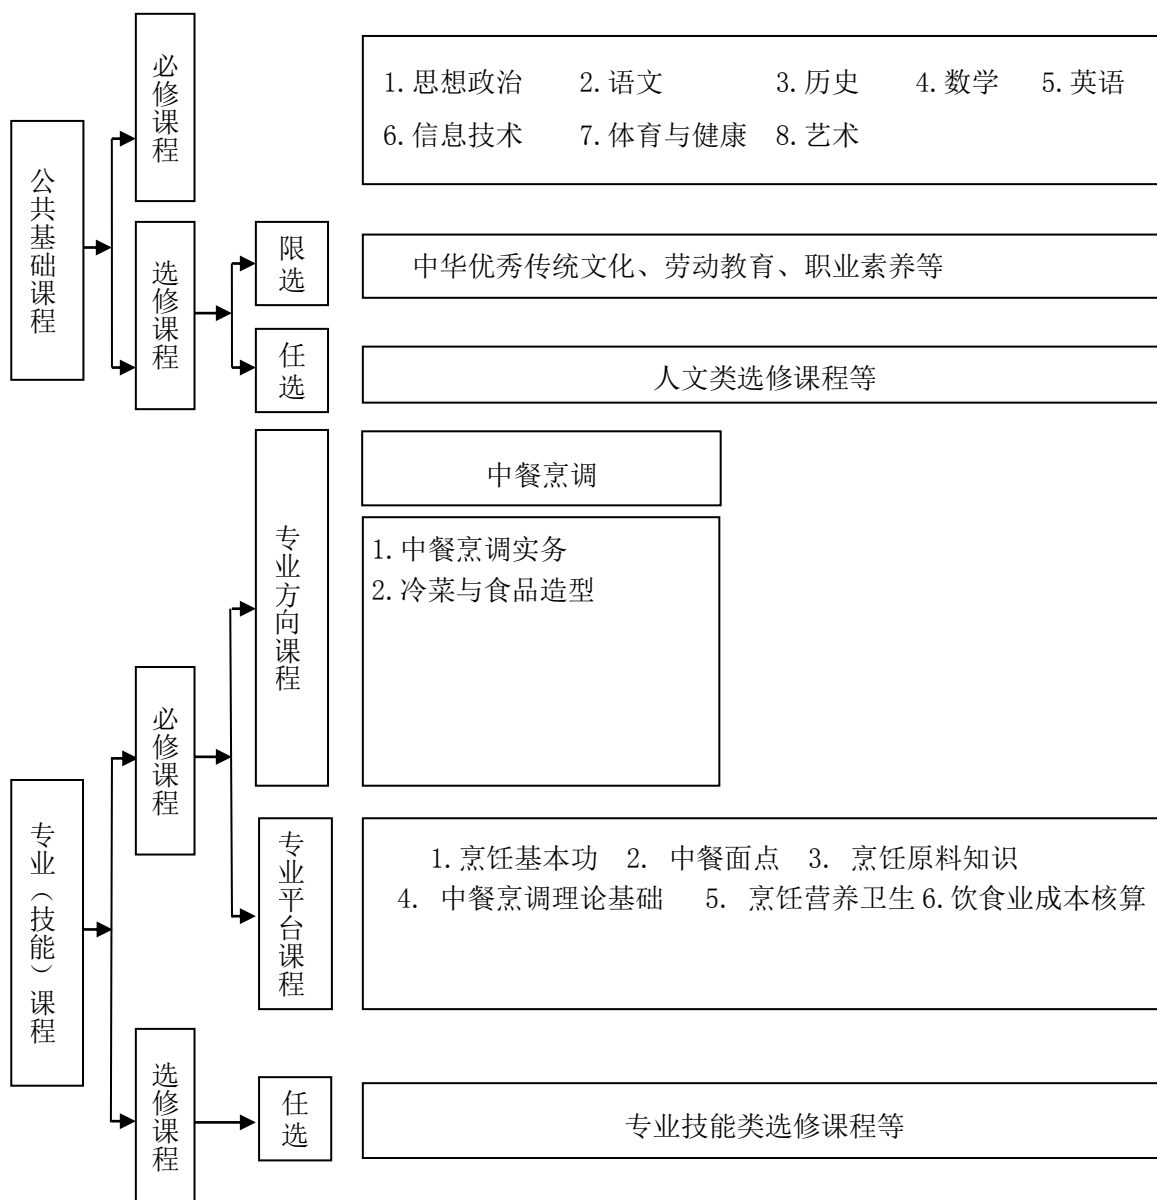 公共基础课程
必修课程
1.思想政治 2.语文 3.历史 4.数学 5.英语
6.信息技术 7.体育与健康 8.艺术
选修课程
限选
中华优秀传统文化、劳动教育、职业素养等
任选
人文类选修课程等
专业（技能）课程
必修课程
专业方向课程
中餐烹调
1.中餐烹调实务
2.冷菜与食品造型
专业平台课程
1.烹饪基本功 2. 中餐面点 3. 烹饪原料知识
4. 中餐烹调理论基础 5. 烹饪营养卫生 6.饮食业成本核算
选修课程
任选
专业技能类选修课程等